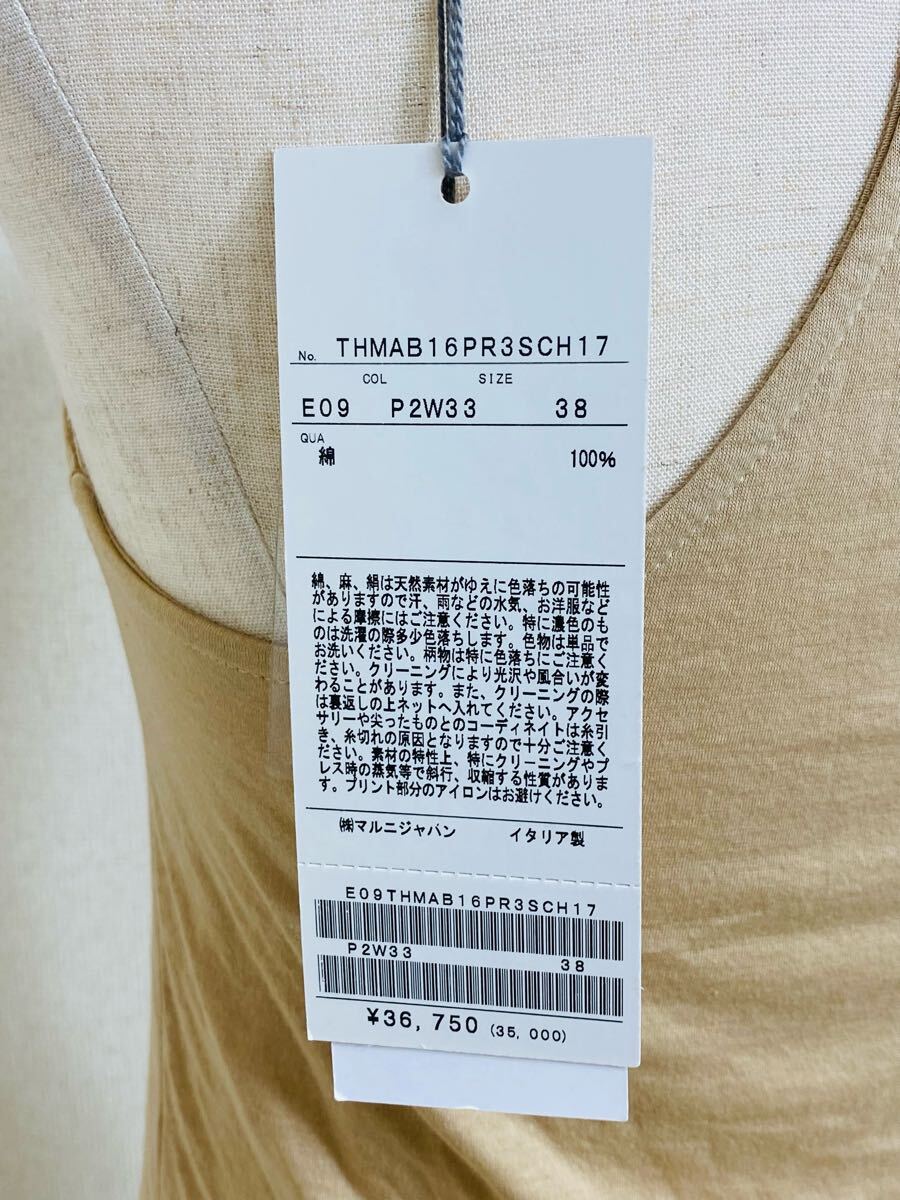 No. THMAB16PR3SCH17
COL SIZE
E09 P2W33 38
QUA
綿 100%
綿、麻、絹は天然素材がゆえに色落ちの可能性
がありますので汗、雨などの水気、お洋服など
による摩擦にはご注意ください。特に濃色のも
のは洗濯の際多少色落ちします。色物は単品で
お洗いください。柄物は特に色落ちにご注意く
ださい。クリーニングにより光沢や風合いが変
わることがあります。また、クリーニングの際
は裏返しの上ネットへ入れてください。アクセ
サリーや尖ったものとのコーディネイトは糸引
き、糸切れの原因となりますので十分ご注意く
ださい。素材の特性上、特にクリーニングやプ
レス時の蒸気等で斜行、収縮する性質がありま
す。プリント部分のアイロンはお避けください。
㈱マルニジャパン イタリア製
E09THMAB16PR3SCH17
P2W33 38
¥36,750 (35,000)